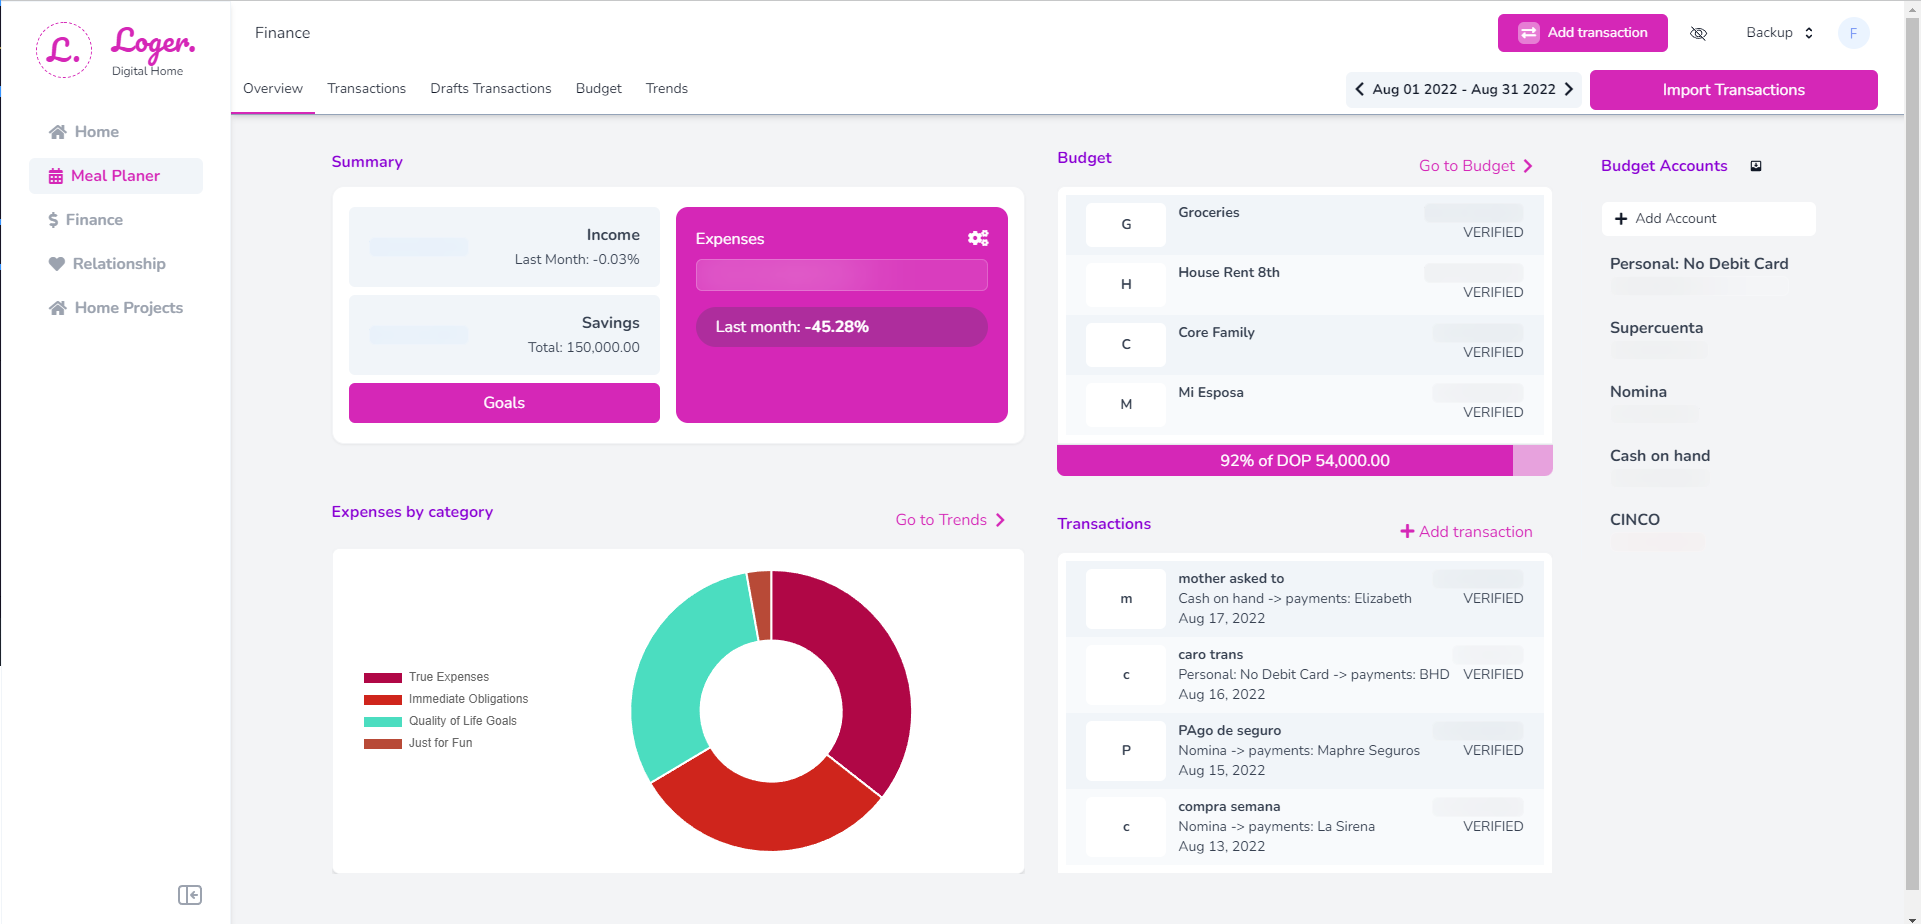 L.
Loger.
Digital Home
Home
Meal Planer
Finance
Relationship
Home Projects
Finance
Add transaction
Backup
F
Overview
Transactions
Drafts Transactions
Budget
Trends
Aug 01 2022 - Aug 31 2022
Import Transactions
Summary
Income
Last Month: -0.03%
Savings
Total: 150,000.00
Goals
Expenses
Last month: -45.28%
Budget
Go to Budget
G
Groceries
VERIFIED
H
House Rent 8th
VERIFIED
C
Core Family
VERIFIED
M
Mi Esposa
VERIFIED
92% of DOP 54,000.00
Budget Accounts
Add Account
Personal: No Debit Card
Supercuenta
Nomina
Cash on hand
CINCO
Expenses by category
Go to Trends
True Expenses
Immediate Obligations
Quality of Life Goals
Just for Fun
Transactions
Add transaction
m
mother asked to
Cash on hand -> payments: Elizabeth
VERIFIED
Aug 17, 2022
c
caro trans
Personal: No Debit Card -> payments: BHD
VERIFIED
Aug 16, 2022
P
PAgo de seguro
Nomina -> payments: Maphre Seguros
VERIFIED
Aug 15, 2022
c
compra semana
Nomina -> payments: La Sirena
VERIFIED
Aug 13, 2022